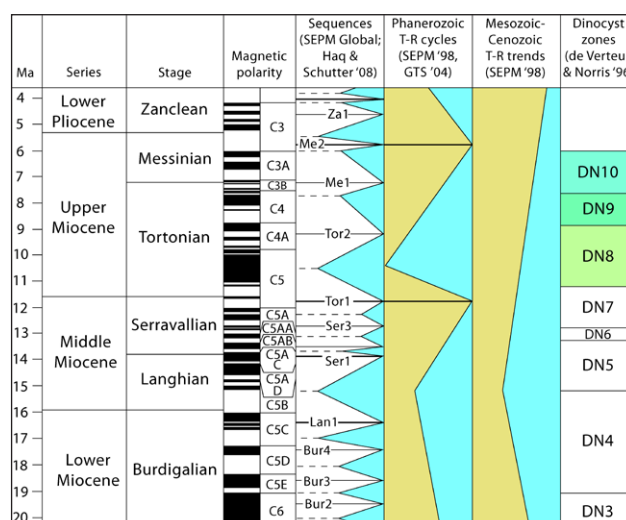 Ma
Series
Stage
Magnetic
polarity
Sequences
(SEPM Global;
Haq &
Schutter '08)
Phanerozoic
T-R cycles
(SEPM '98,
GTS '04)
Mesozoic-
Cenozoic
T-R trends
(SEPM '98)
Dinocyst
zones
(de Verteu
& Norris '96
4
5
6
7
8
9
10
11
12
13
14
15
16
17
18
19
20
Lower
Pliocene
Upper
Miocene
Middle
Miocene
Lower
Miocene
Zanclean
Messinian
Tortonian
Serravallian
Langhian
Burdigalian
C3
C3A
C3B
C4
C4A
C5
C5A
C5AA
C5AB
C5A
C
C5A
D
C5B
C5C
C5D
C5E
C6
Za1
Me2
Me1
Tor2
Tor1
Ser3
Ser1
Lan1
Bur4
Bur3
Bur2
DN10
DN9
DN8
DN7
DN6
DN5
DN4
DN3